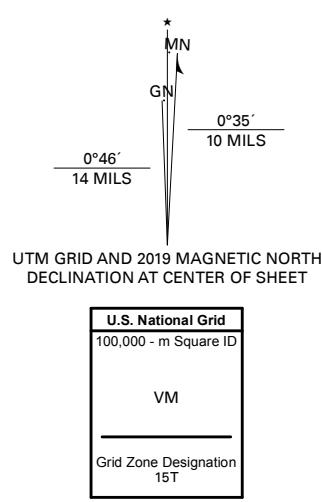 ★
MN
GN
0°35´
10 MILS
0°46´
14 MILS
UTM GRID AND 2019 MAGNETIC NORTH
DECLINATION AT CENTER OF SHEET
U.S. National Grid
100,000 - m Square ID
VM
Grid Zone Designation
15T